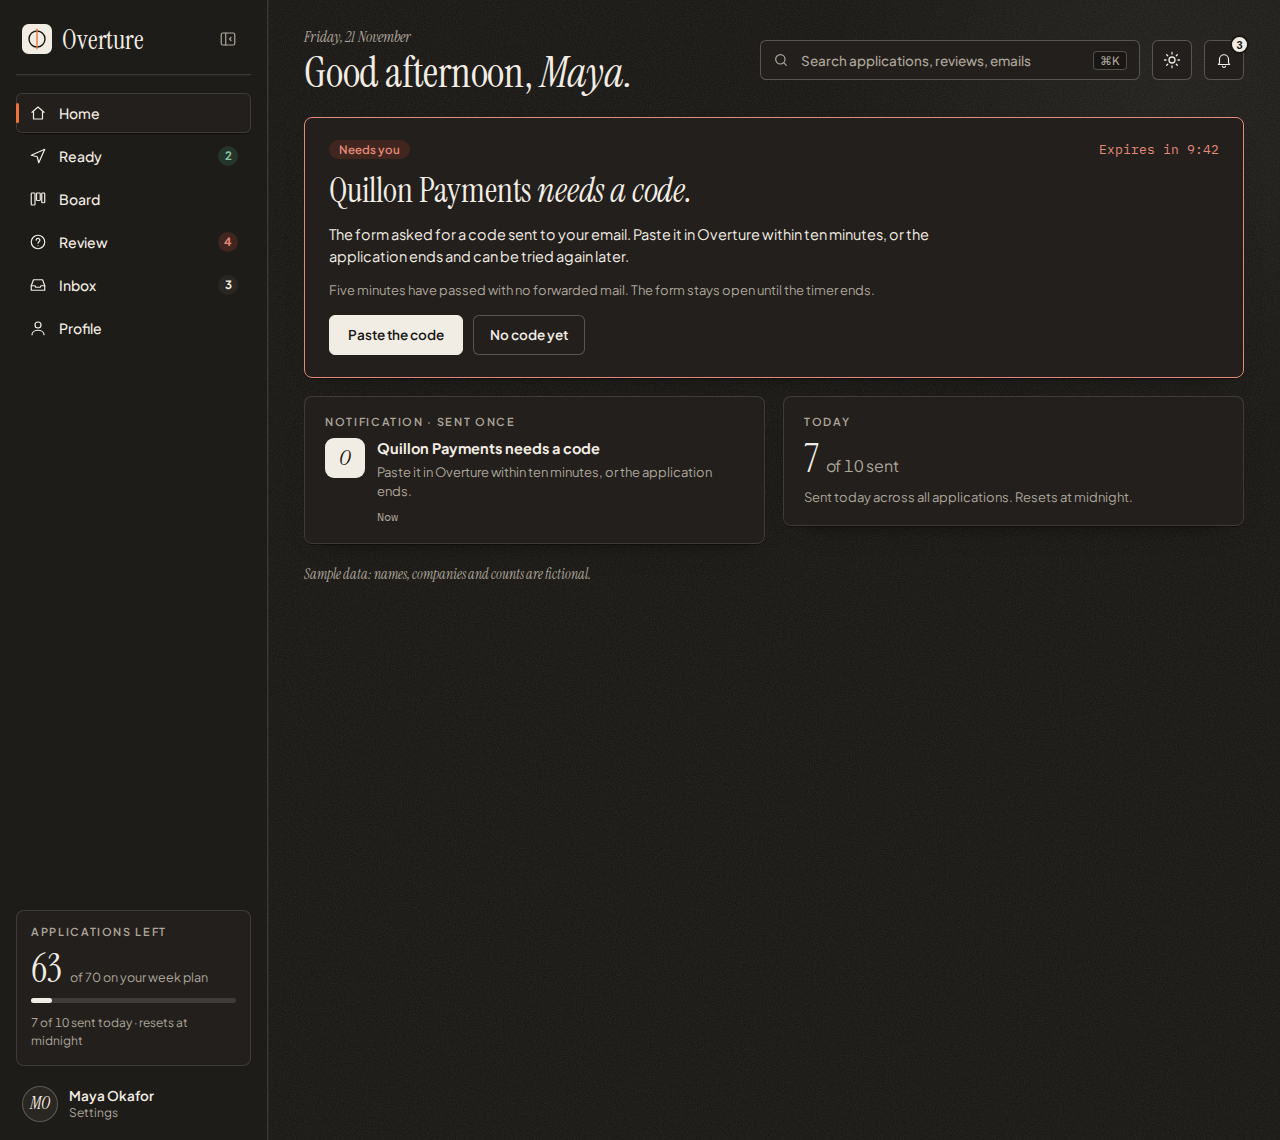 Overture
Home
Ready
2
Board
Review
4
Inbox
3
Profile
APPLICATIONS LEFT
63 of 70 on your week plan
7 of 10 sent today · resets at
midnight
MO
Maya Okafor
Settings
Friday, 21 November
Good afternoon, Maya.
Search applications, reviews, emails
⌘K
3
Needs you
Expires in 9:42
Quillon Payments needs a code.
The form asked for a code sent to your email. Paste it in Overture within ten minutes, or the
application ends and can be tried again later.
Five minutes have passed with no forwarded mail. The form stays open until the timer ends.
Paste the code
No code yet
NOTIFICATION · SENT ONCE
O
Quillon Payments needs a code
Paste it in Overture within ten minutes, or the application
ends.
Now
TODAY
7 of 10 sent
Sent today across all applications. Resets at midnight.
Sample data: names, companies and counts are fictional.